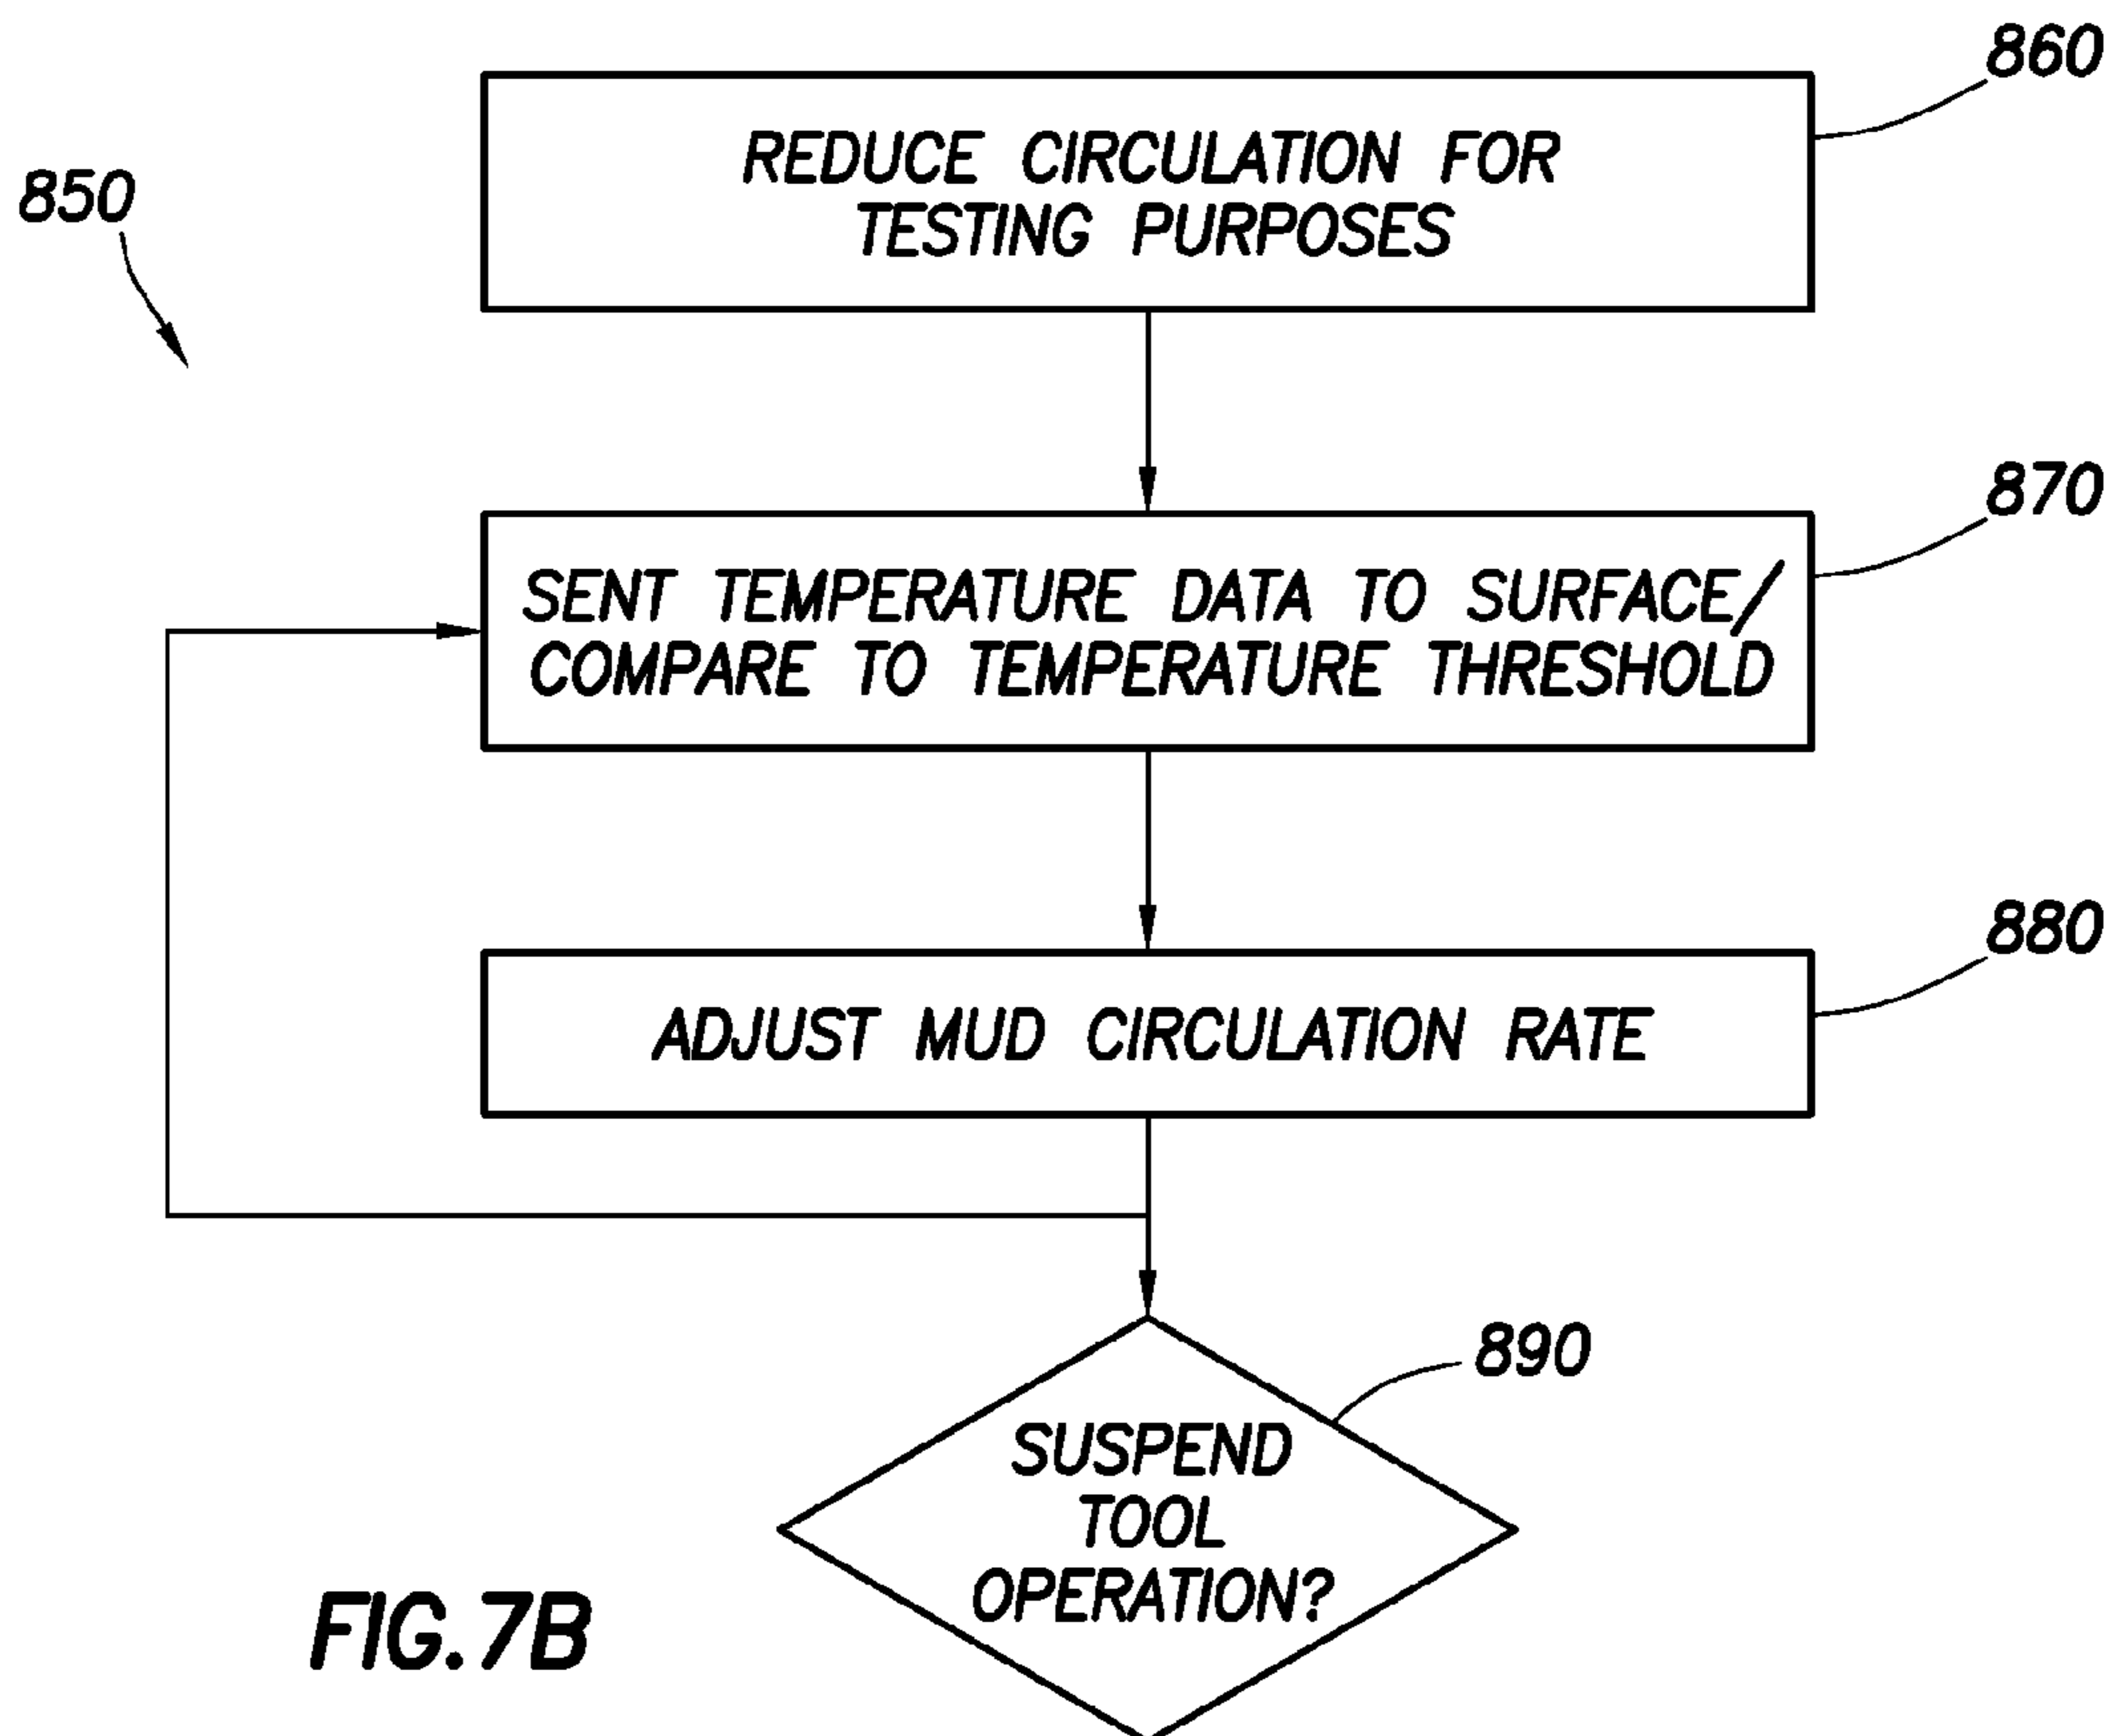 860
REDUCE CIRCULATION FOR
TESTING PURPOSES
850
870
SENT TEMPERATURE DATA TO SURFACE/
COMPARE TO TEMPERATURE THRESHOLD
880
ADJUST MUD CIRCULATION RATE
890
SUSPEND
TOOL
OPERATION?
FIG.7B